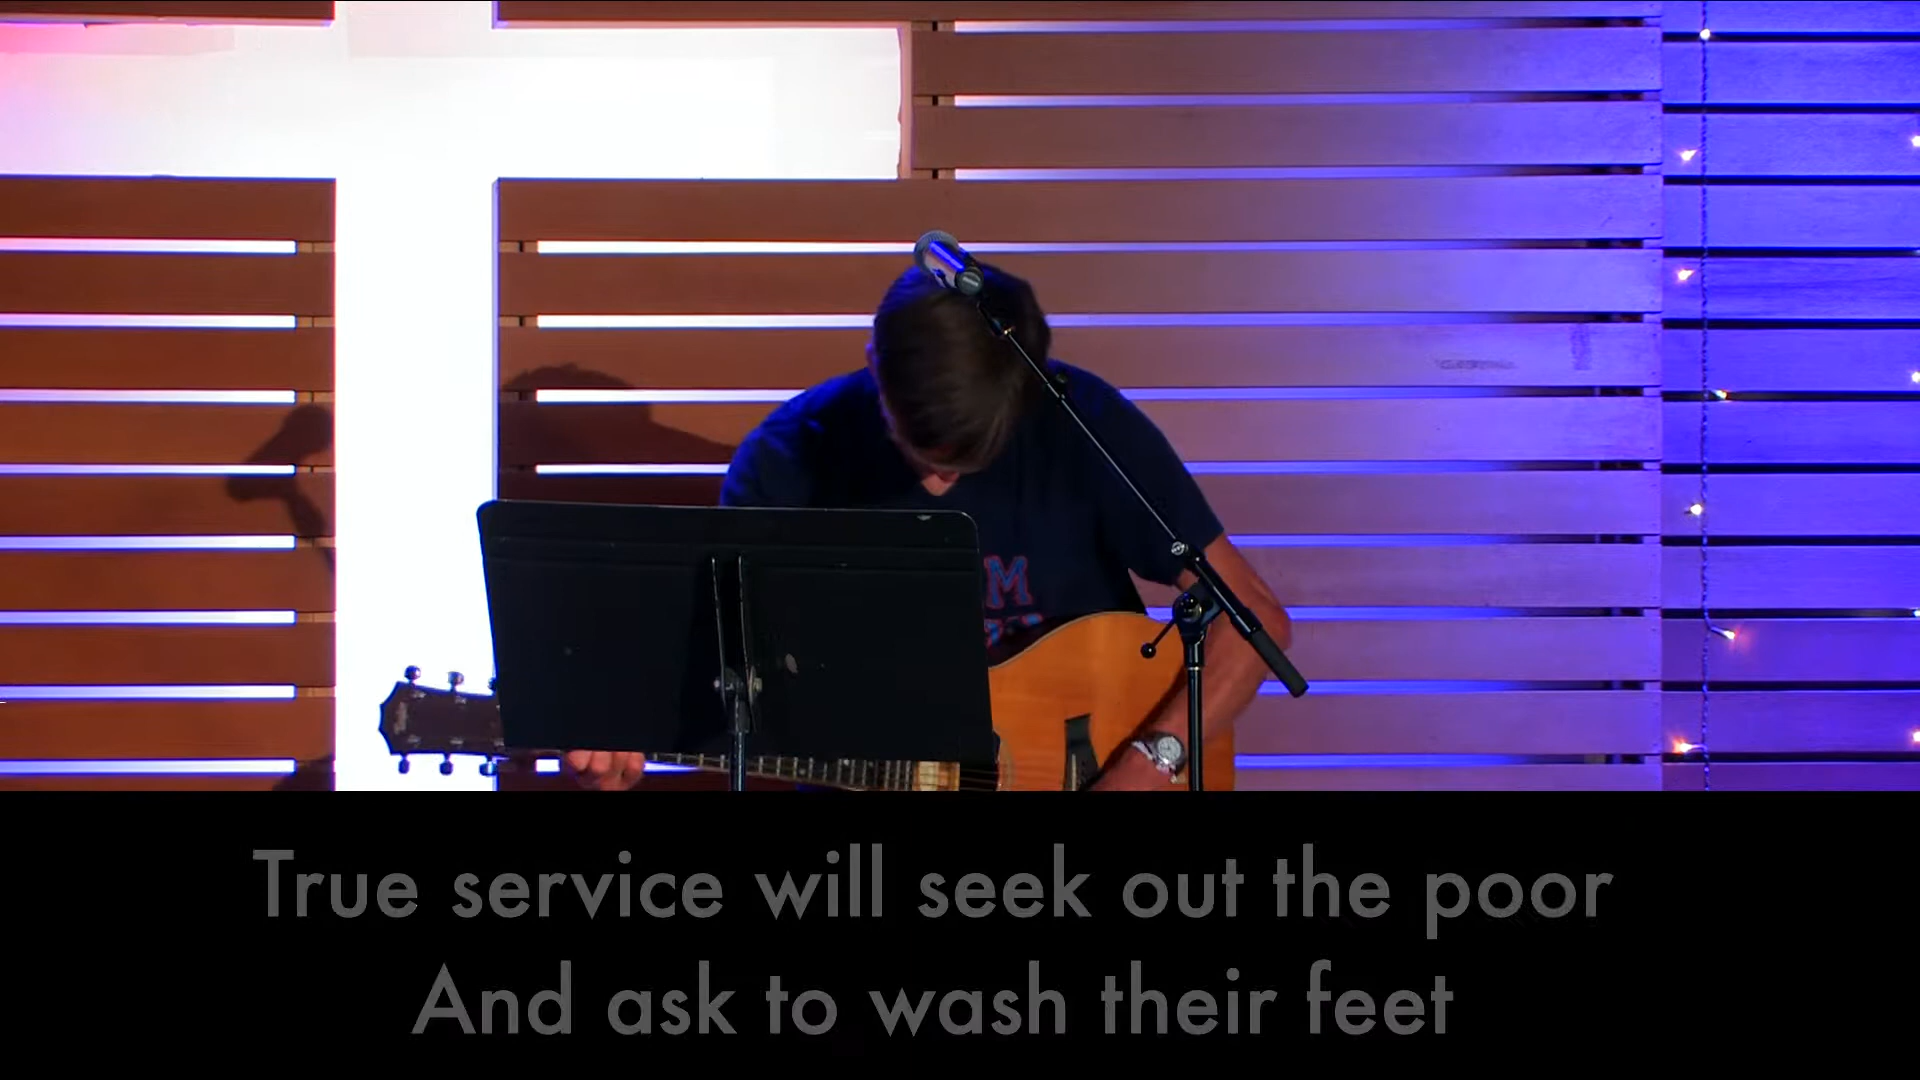 True service will seek out the poor
And ask to wash their feet